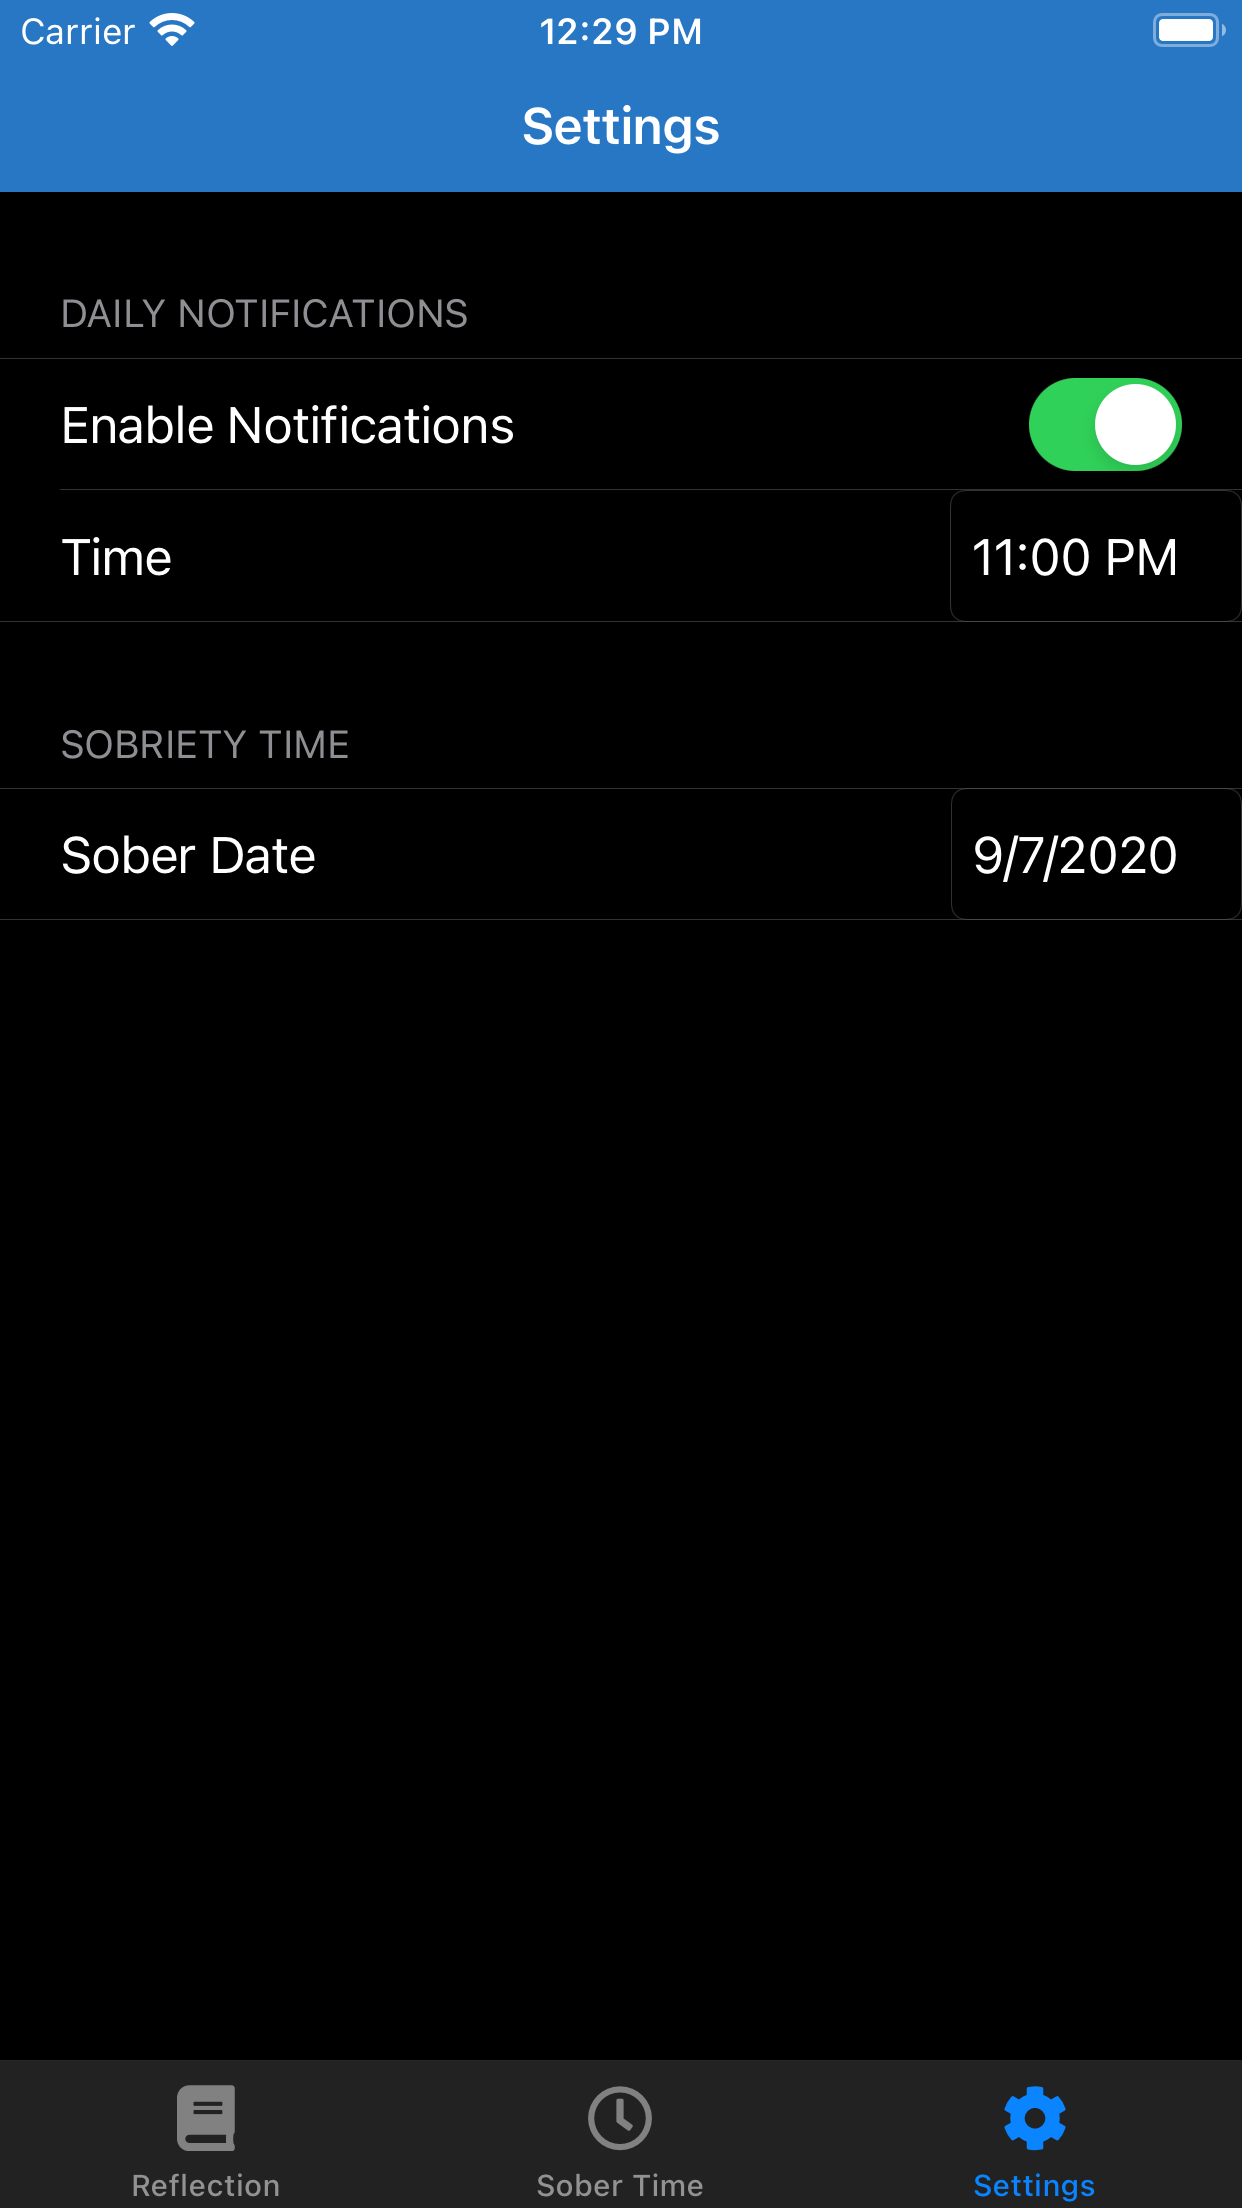 Carrier 12:29 PM
Settings
DAILY NOTIFICATIONS
Enable Notifications
Time 11:00 PM
SOBRIETY TIME
Sober Date 9/7/2020
Reflection Sober Time Settings